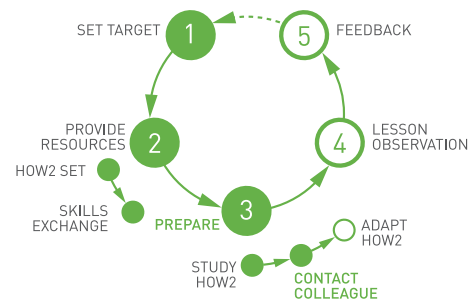 SET TARGET
1
5
FEEDBACK
PROVIDE
RESOURCES
2
4
LESSON
OBSERVATION
HOW2 SET
SKILLS
EXCHANGE
PREPARE
3
ADAPT
HOW2
STUDY
HOW2
CONTACT
COLLEAGUE